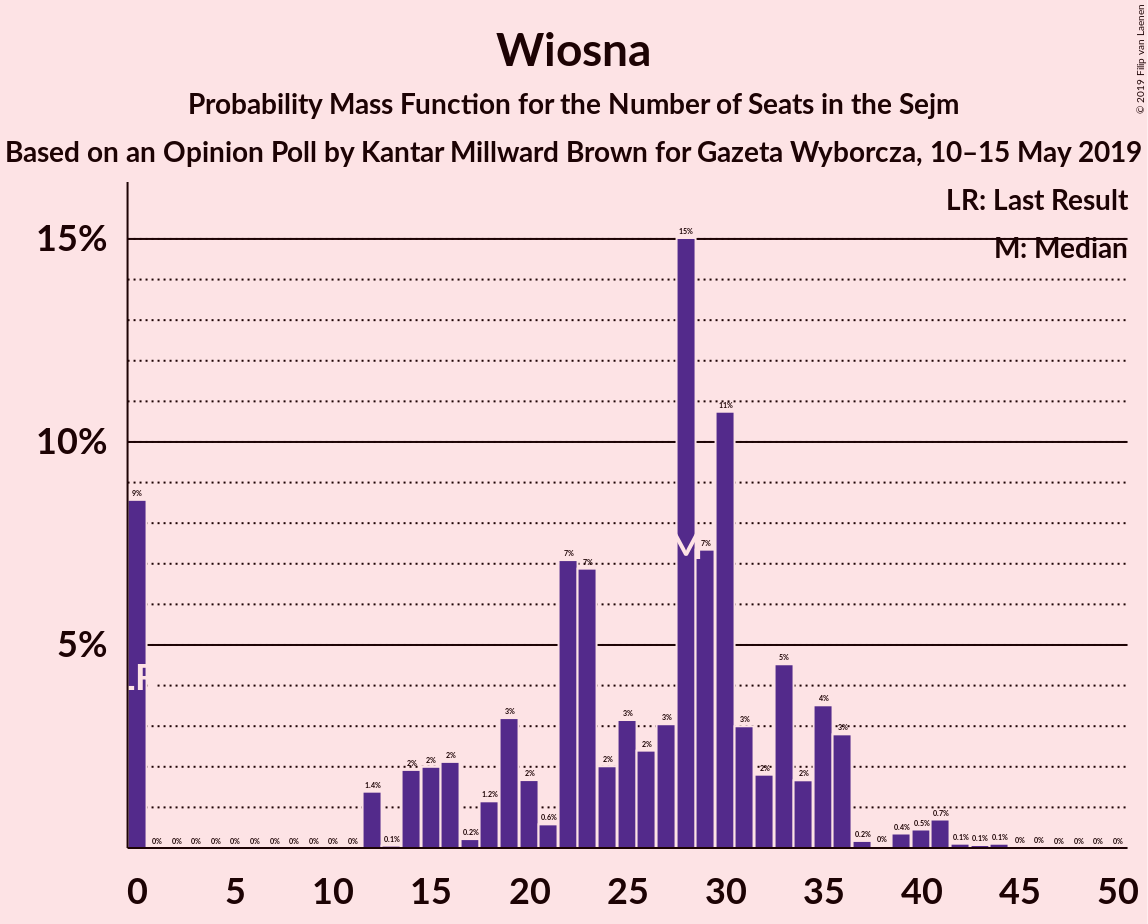 Wiosna
Probability Mass Function for the Number of Seats in the Sejm
Based on an Opinion Poll by Kantar Millward Brown for Gazeta Wyborcza, 10–15 May 2019
© 2019 Filip van Laenen
LR: Last Result
M: Median
15%
10%
5%
9% 0% 0% 0% 0% 0% 0% 0% 0% 0% 0% 0% 1.4% 0.1% 2% 2% 2% 0.2% 1.2% 3% 2% 0.6% 7% 7% 2% 3% 2% 3% 15% 7% 11% 3% 2% 5% 2% 4% 3% 0.2% 0% 0.4% 0.5% 0.7% 0.1% 0.1% 0.1% 0% 0% 0% 0% 0% 0%
LR
M
0 5 10 15 20 25 30 35 40 45 50